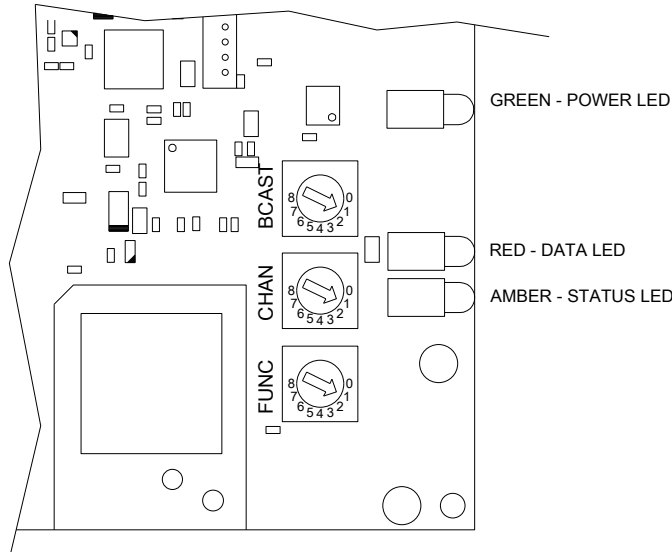 GREEN - POWER LED
BCAST
8 7 6 5 4 3 2 1 0
RED - DATA LED
AMBER - STATUS LED
CHAN
8 7 6 5 4 3 2 1 0
FUNC
8 7 6 5 4 3 2 1 0